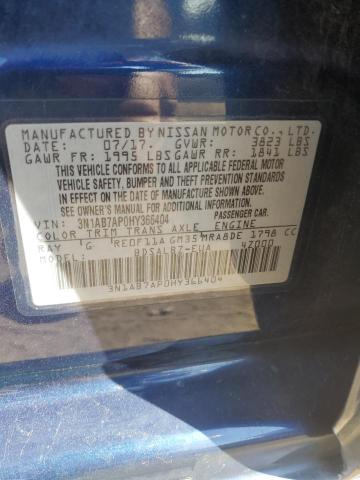 MANUFACTURED BY NISSAN MOTOR CO., LTD.
DATE: 07/17. GVWR: 3823 LBS
GAWR FR: 1995 LBS GAWR RR: 1841 LBS
THIS VEHICLE CONFORMS TO ALL APPLICABLE FEDERAL MOTOR
VEHICLE SAFETY, BUMPER AND THEFT PREVENTION STANDARDS
IN EFFECT ON THE DATE OF MANUFACTURE SHOWN ABOVE.
SEE OWNER'S MANUAL FOR ADDITIONAL INFORMATION.
VIN: 3N1AB7AP0HY366404 PASSENGER CAR.
COLOR TRIM TRANS AXLE ENGINE
RAY 'G RE0F11A GM35 MRA8DE 1798 CC
BDSALB7-EUA 4Z000
3N1AB7AP0HY366404